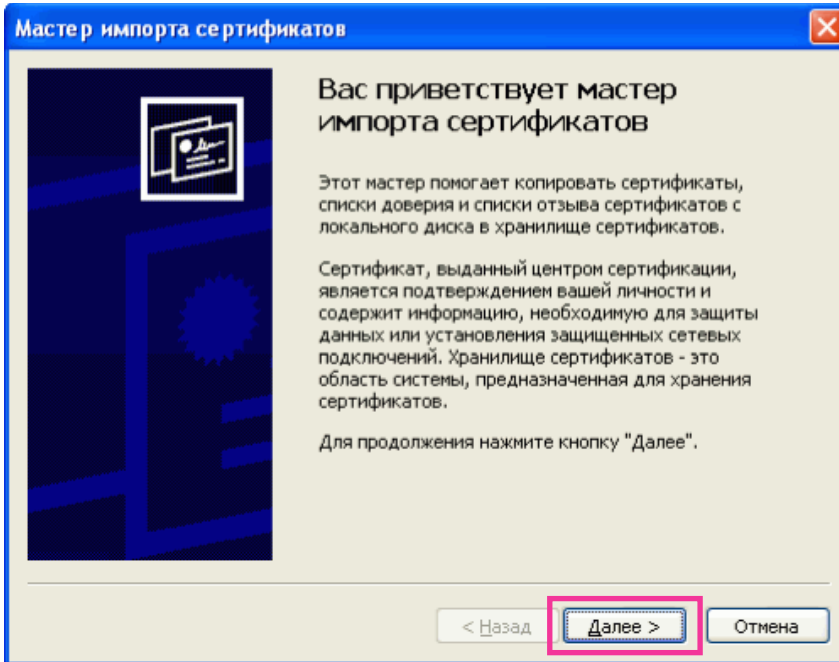 Мастер импорта сертификатов
Вас приветствует мастер
импорта сертификатов
Этот мастер помогает копировать сертификаты,
списки доверия и списки отзыва сертификатов с
локального диска в хранилище сертификатов.
Сертификат, выданный центром сертификации,
является подтверждением вашей личности и
содержит информацию, необходимую для защиты
данных или установления защищенных сетевых
подключений. Хранилище сертификатов - это
область системы, предназначенная для хранения
сертификатов.
Для продолжения нажмите кнопку "Далее".
< Назад
Далее >
Отмена